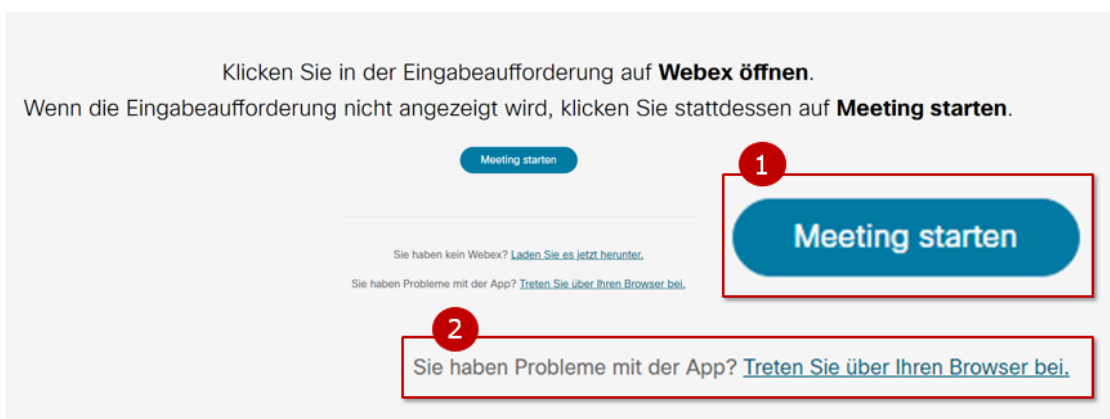 Klicken Sie in der Eingabeaufforderung auf Webex öffnen.
Wenn die Eingabeaufforderung nicht angezeigt wird, klicken Sie stattdessen auf Meeting starten.
Meeting starten
1
Meeting starten
Sie haben kein Webex? Laden Sie es jetzt herunter.
Sie haben Probleme mit der App? Treten Sie über Ihren Browser bei.
2
Sie haben Probleme mit der App? Treten Sie über Ihren Browser bei.